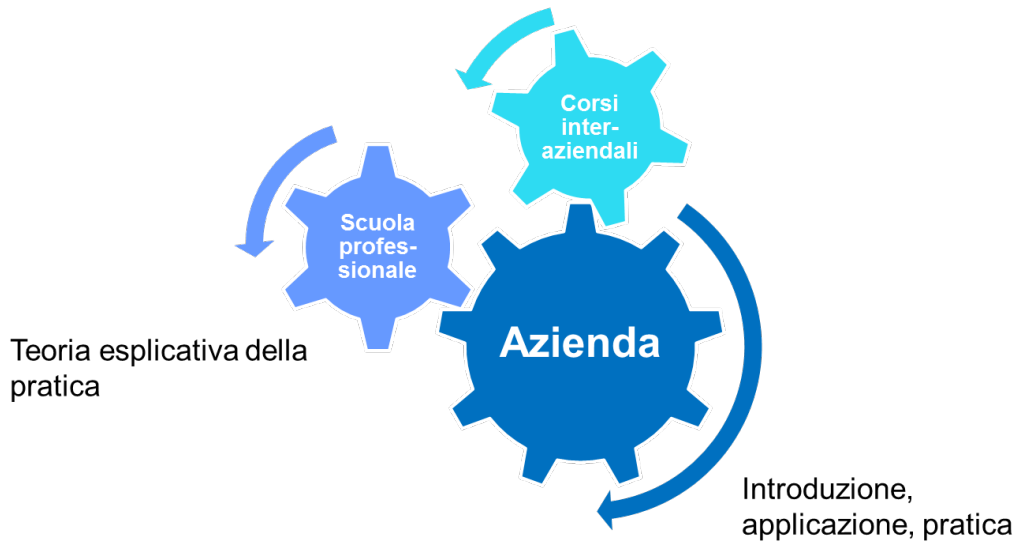 Corsi
inter-
aziendali
Scuola
profes-
sionale
Azienda
Teoria esplicativa della
pratica
Introduzione,
applicazione, pratica